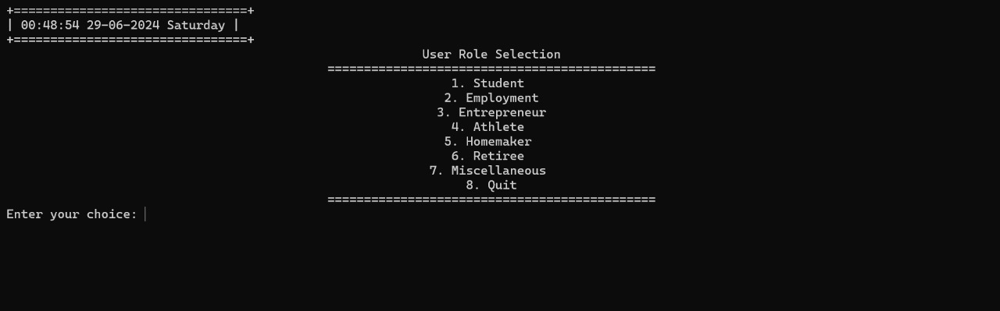 +================================+
| 00:48:54 29-06-2024 Saturday |
+================================+
User Role Selection
=============================================
1. Student
2. Employment
3. Entrepreneur
4. Athlete
5. Homemaker
6. Retiree
7. Miscellaneous
8. Quit
=============================================
Enter your choice: